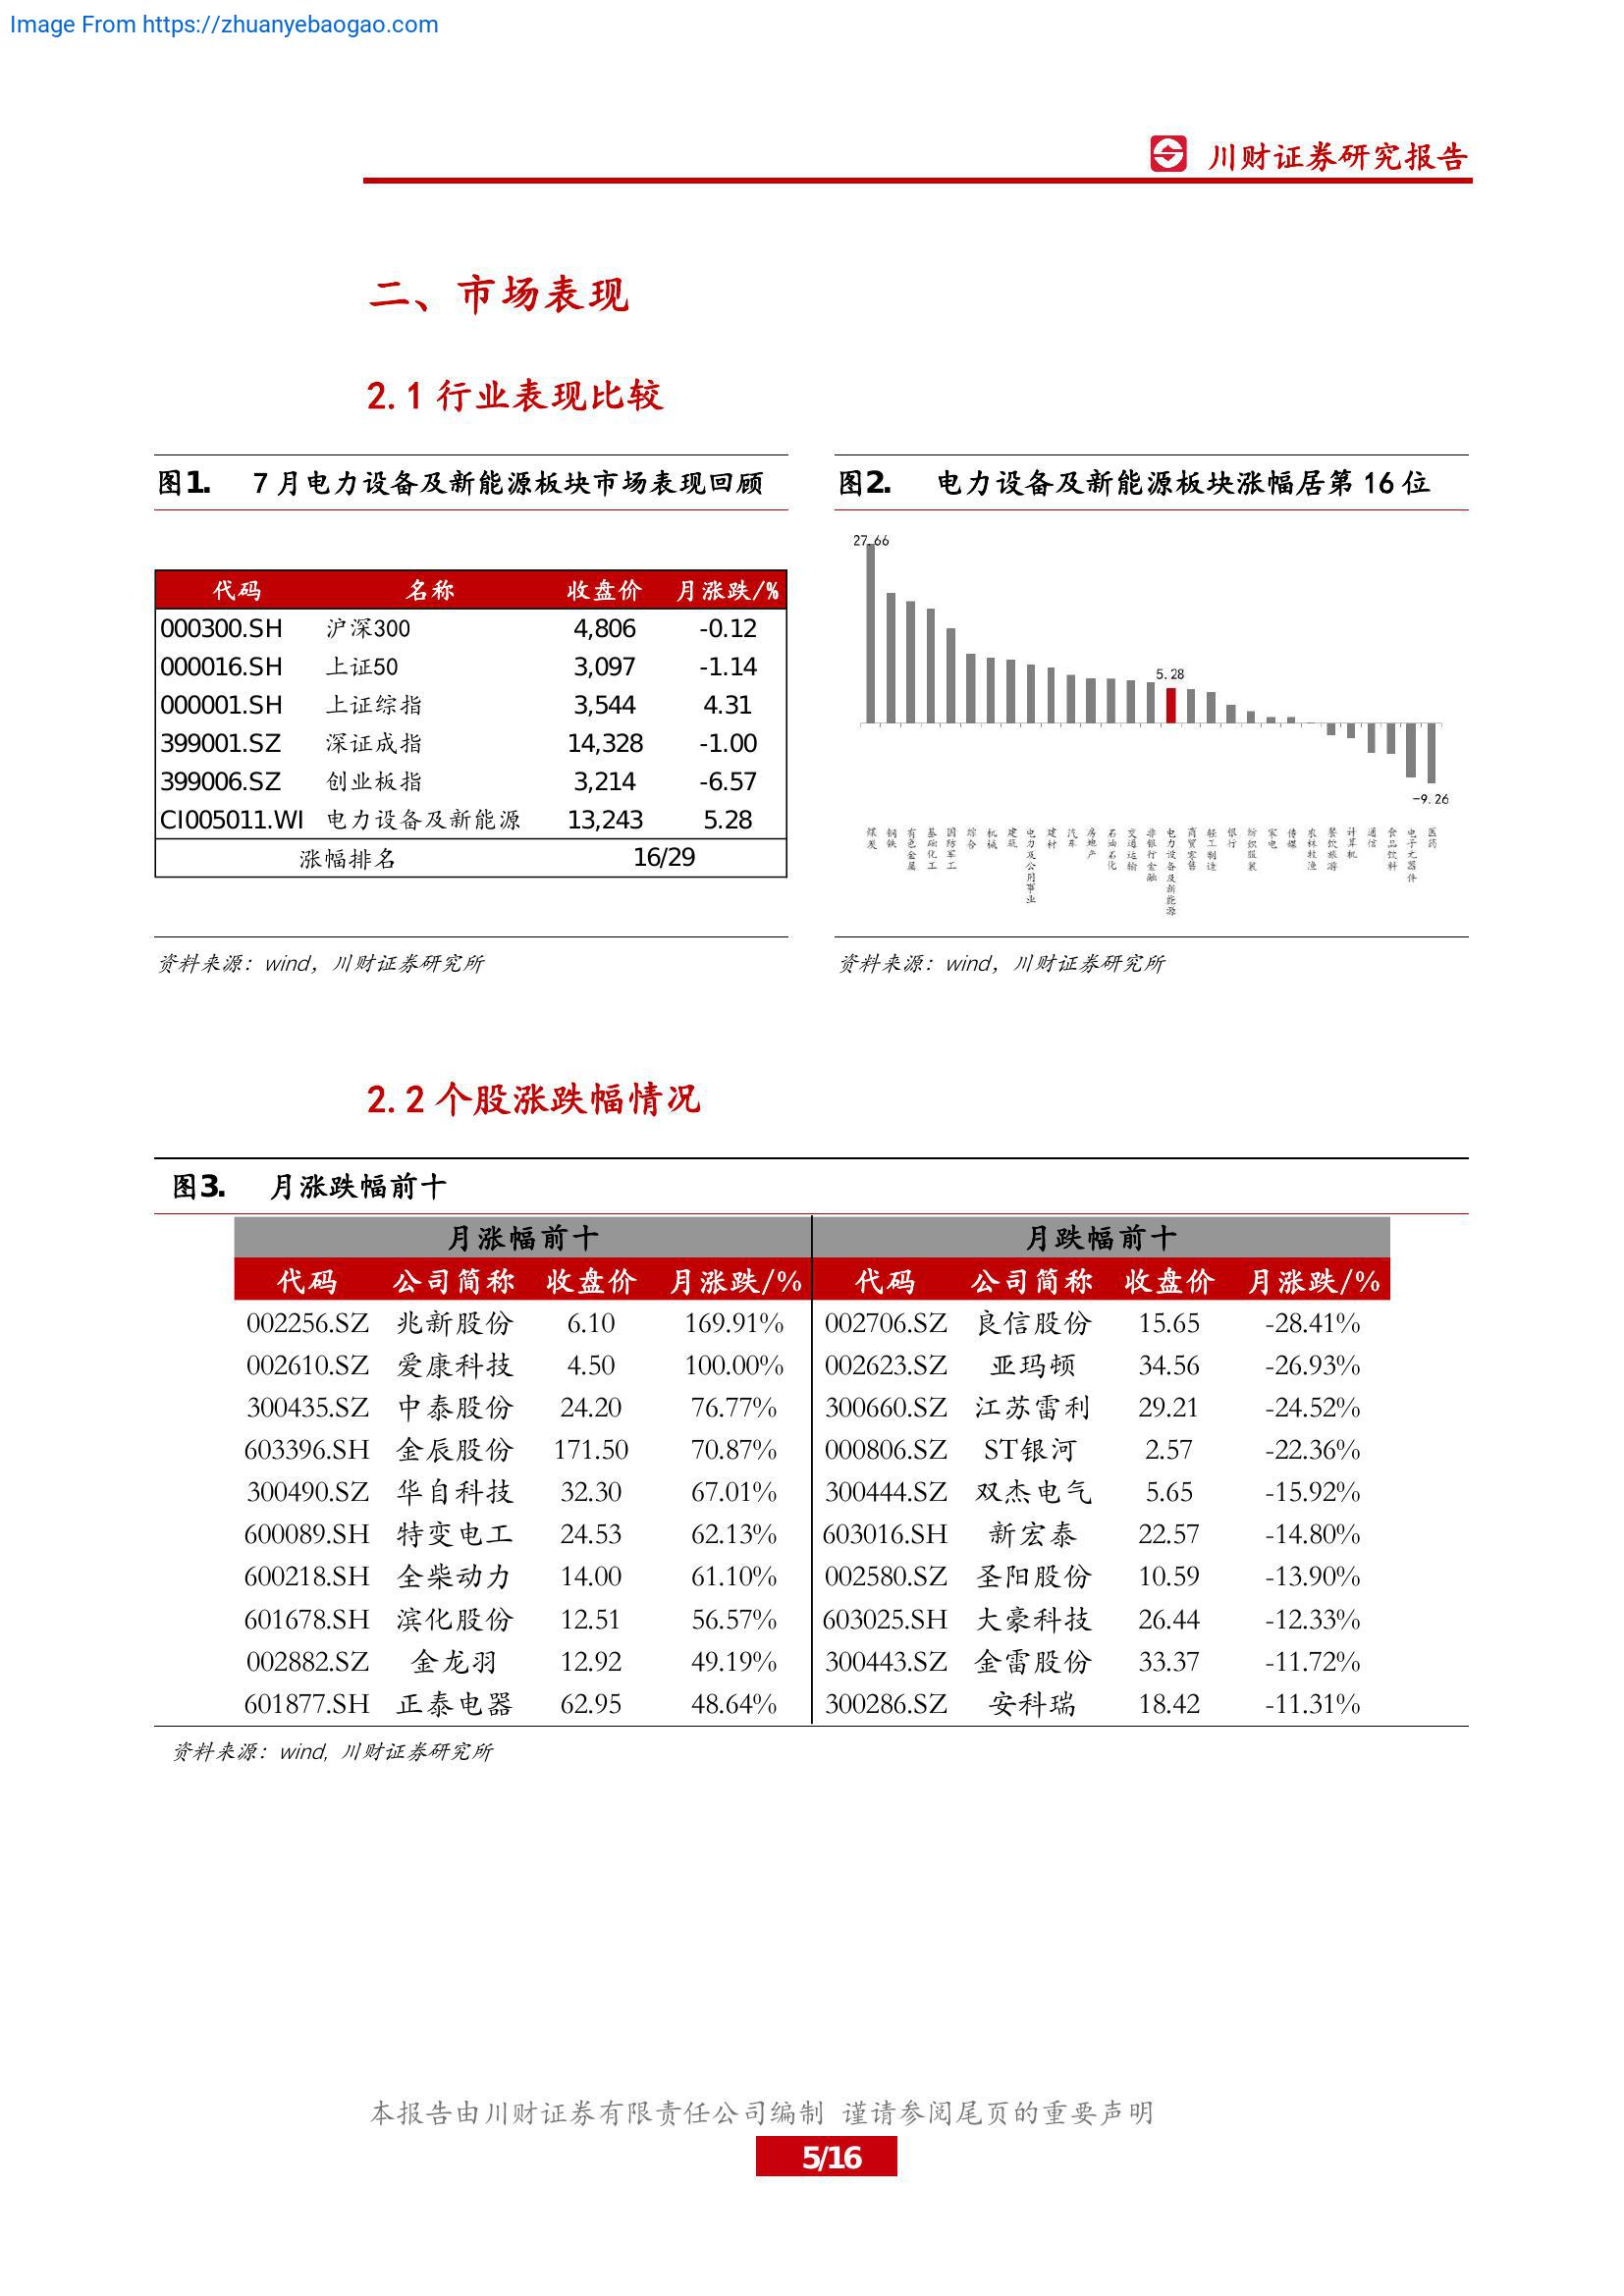 Image From https://zhuanyebaogao.com
川财证券研究报告
二、市场表现
2.1 行业表现比较
图1. 7 月电力设备及新能源板块市场表现回顾
代码 名称 收盘价 月涨跌/%
000300.SH 沪深300 4,806 -0.12
000016.SH 上证50 3,097 -1.14
000001.SH 上证综指 3,544 4.31
399001.SZ 深证成指 14,328 -1.00
399006.SZ 创业板指 3,214 -6.57
CI005011.WI 电力设备及新能源 13,243 5.28
涨幅排名 16/29
资料来源：wind，川财证券研究所
图2. 电力设备及新能源板块涨幅居第 16 位
27.66
5.28
-9.26
煤炭
钢铁
有色金属
基础化工
国防军工
综合
机械
建筑
电力及公用事业
建材
汽车
房地产
石油石化
交通运输
非银行金融
电力设备及新能源
商贸零售
轻工制造
银行
纺织服装
家电
传媒
农林牧渔
餐饮旅游
计算机
通信
食品饮料
电子元器件
医药
资料来源：wind，川财证券研究所
2.2 个股涨跌幅情况
图3. 月涨跌幅前十
月涨幅前十 月跌幅前十
代码 公司简称 收盘价 月涨跌/% 代码 公司简称 收盘价 月涨跌/%
002256.SZ 兆新股份 6.10 169.91% 002706.SZ 良信股份 15.65 -28.41%
002610.SZ 爱康科技 4.50 100.00% 002623.SZ 亚玛顿 34.56 -26.93%
300435.SZ 中泰股份 24.20 76.77% 300660.SZ 江苏雷利 29.21 -24.52%
603396.SH 金辰股份 171.50 70.87% 000806.SZ ST银河 2.57 -22.36%
300490.SZ 华自科技 32.30 67.01% 300444.SZ 双杰电气 5.65 -15.92%
600089.SH 特变电工 24.53 62.13% 603016.SH 新宏泰 22.57 -14.80%
600218.SH 全柴动力 14.00 61.10% 002580.SZ 圣阳股份 10.59 -13.90%
601678.SH 滨化股份 12.51 56.57% 603025.SH 大豪科技 26.44 -12.33%
002882.SZ 金龙羽 12.92 49.19% 300443.SZ 金雷股份 33.37 -11.72%
601877.SH 正泰电器 62.95 48.64% 300286.SZ 安科瑞 18.42 -11.31%
资料来源：wind, 川财证券研究所
本报告由川财证券有限责任公司编制 谨请参阅尾页的重要声明
5/16